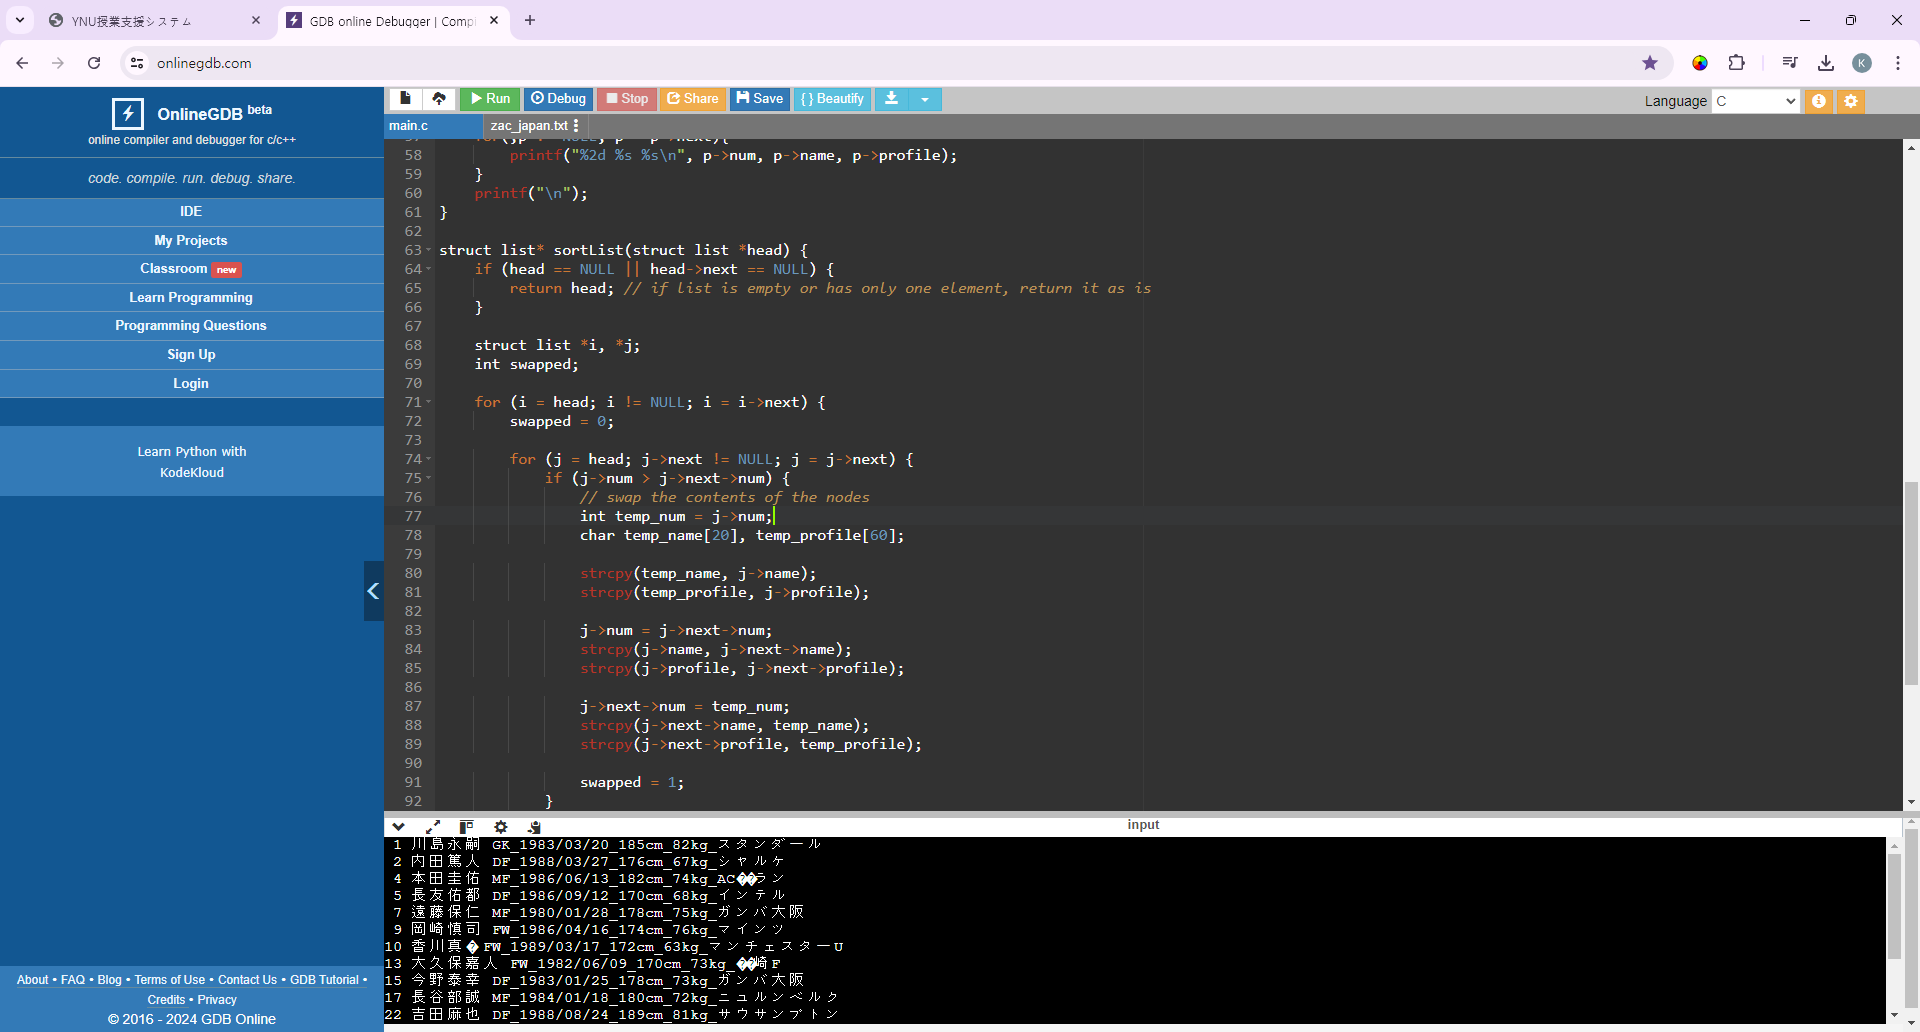 YNU授業支援システム
GDB online Debugger | Compi
onlinegdb.com
K
OnlineGDB beta
online compiler and debugger for c/c++
code. compile. run. debug. share.
IDE
My Projects
Classroom new
Learn Programming
Programming Questions
Sign Up
Login
Learn Python with
KodeKloud
About • FAQ • Blog • Terms of Use • Contact Us • GDB Tutorial •
Credits • Privacy
© 2016 - 2024 GDB Online
Run Debug Stop Share Save { } Beautify
Language C
main.c zac_japan.txt
58 printf("%2d %s %s\n", p->num, p->name, p->profile);
59 }
60 printf("\n");
61 }
62
63 struct list* sortList(struct list *head) {
64 if (head == NULL || head->next == NULL) {
65 return head; // if list is empty or has only one element, return it as is
66 }
67
68 struct list *i, *j;
69 int swapped;
70
71 for (i = head; i != NULL; i = i->next) {
72 swapped = 0;
73
74 for (j = head; j->next != NULL; j = j->next) {
75 if (j->num > j->next->num) {
76 // swap the contents of the nodes
77 int temp_num = j->num;
78 char temp_name[20], temp_profile[60];
79
80 strcpy(temp_name, j->name);
81 strcpy(temp_profile, j->profile);
82
83 j->num = j->next->num;
84 strcpy(j->name, j->next->name);
85 strcpy(j->profile, j->next->profile);
86
87 j->next->num = temp_num;
88 strcpy(j->next->name, temp_name);
89 strcpy(j->next->profile, temp_profile);
90
91 swapped = 1;
92 }
input
1 川島永嗣 GK_1983/03/20_185cm_82kg_スタンダール
2 内田篤人 DF_1988/03/27_176cm_67kg_シャルケ
4 本田圭佑 MF_1986/06/13_182cm_74kg_AC��ラン
5 長友佑都 DF_1986/09/12_170cm_68kg_インテル
7 遠藤保仁 MF_1980/01/28_178cm_75kg_ガンバ大阪
9 岡崎慎司 FW_1986/04/16_174cm_76kg_マインツ
10 香川真�FW_1989/03/17_172cm_63kg_マンチェスターU
13 大久保嘉人 FW_1982/06/09_170cm_73kg_��崎F
15 今野泰幸 DF_1983/01/25_178cm_73kg_ガンバ大阪
17 長谷部誠 MF_1984/01/18_180cm_72kg_ニュルンベルク
22 吉田麻也 DF_1988/08/24_189cm_81kg_サウサンプトン